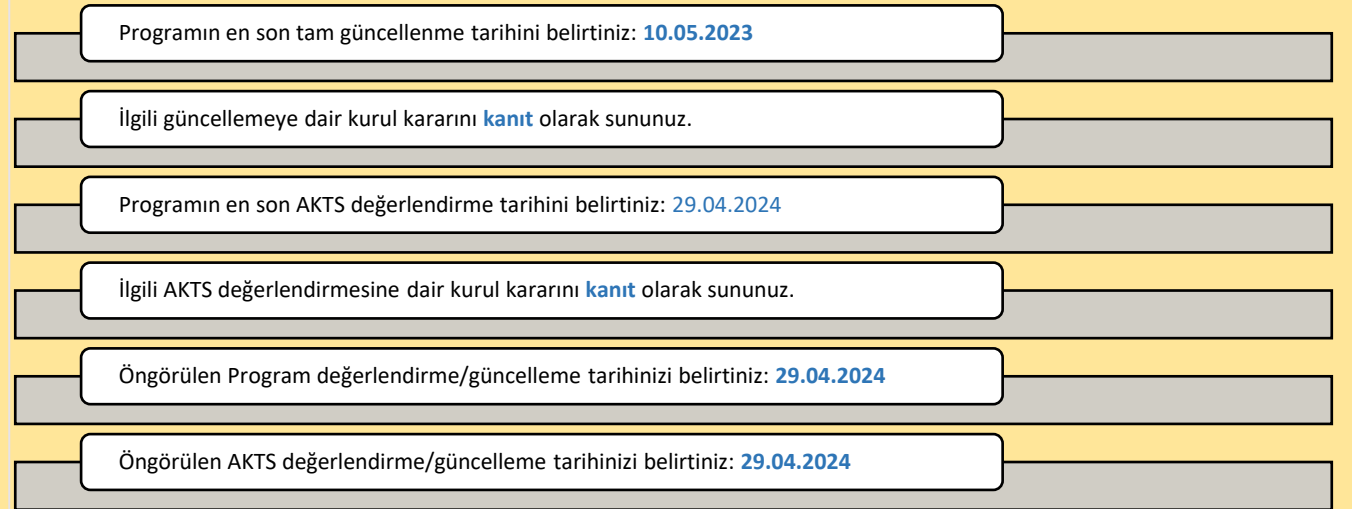 Programın en son tam güncellenme tarihini belirtiniz: 10.05.2023
İlgili güncellemeye dair kurul kararını kanıt olarak sununuz.
Programın en son AKTS değerlendirme tarihini belirtiniz: 29.04.2024
İlgili AKTS değerlendirmesine dair kurul kararını kanıt olarak sununuz.
Öngörülen Program değerlendirme/güncelleme tarihinizi belirtiniz: 29.04.2024
Öngörülen AKTS değerlendirme/güncelleme tarihinizi belirtiniz: 29.04.2024